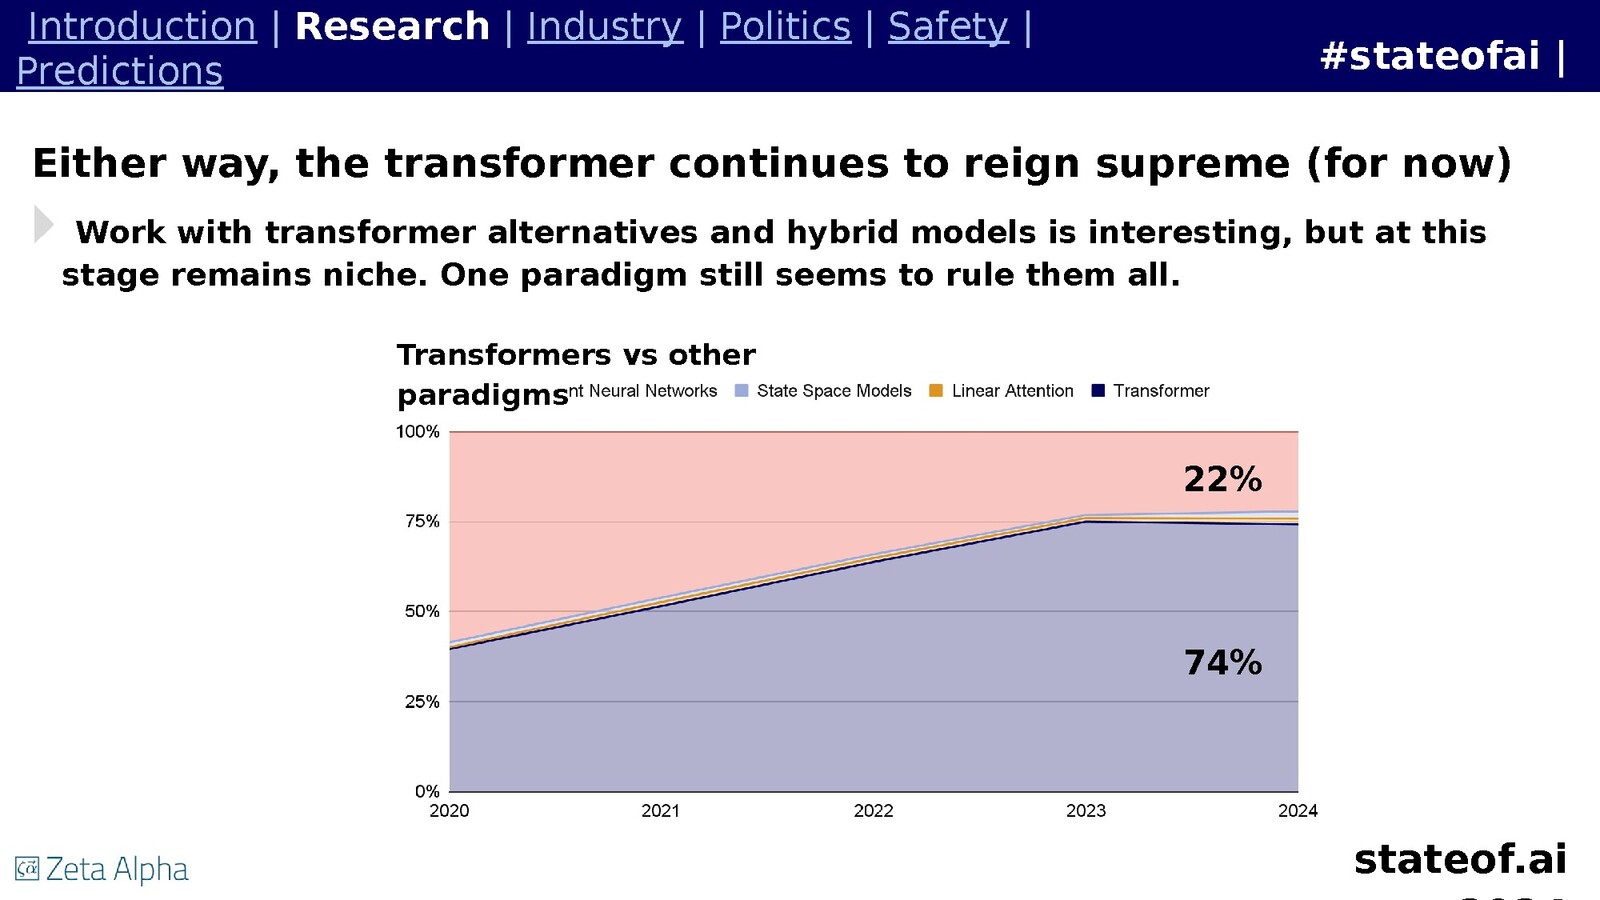 Introduction | Research | Industry | Politics | Safety |
Predictions
#stateofai |
Either way, the transformer continues to reign supreme (for now)
Work with transformer alternatives and hybrid models is interesting, but at this
stage remains niche. One paradigm still seems to rule them all.
Transformers vs other
paradigms
nt Neural Networks State Space Models Linear Attention Transformer
100%
75%
50%
25%
0%
22%
74%
2020 2021 2022 2023 2024
Zeta Alpha
stateof.ai